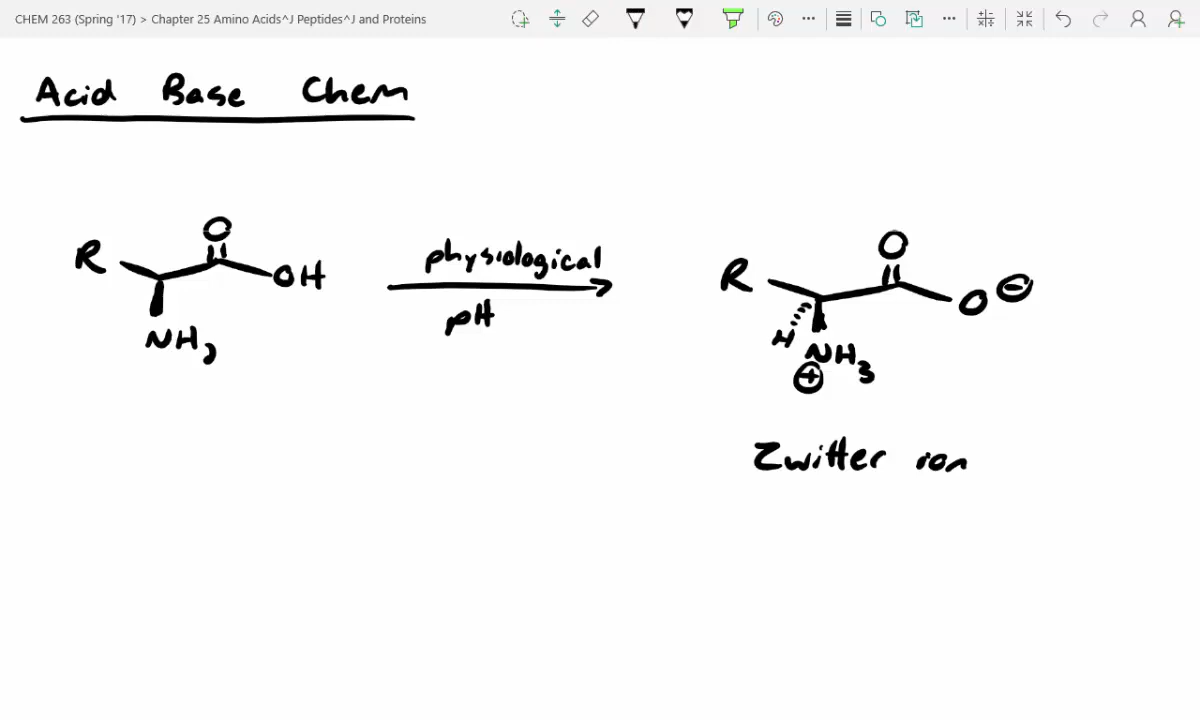 CHEM 263 (Spring '17) > Chapter 25 Amino Acids^J Peptides^J and Proteins
Acid Base Chem
O
R
OH
NH2
physiological
pH
O
R
O ⊖
H
NH3
⊕
Zwitter ion